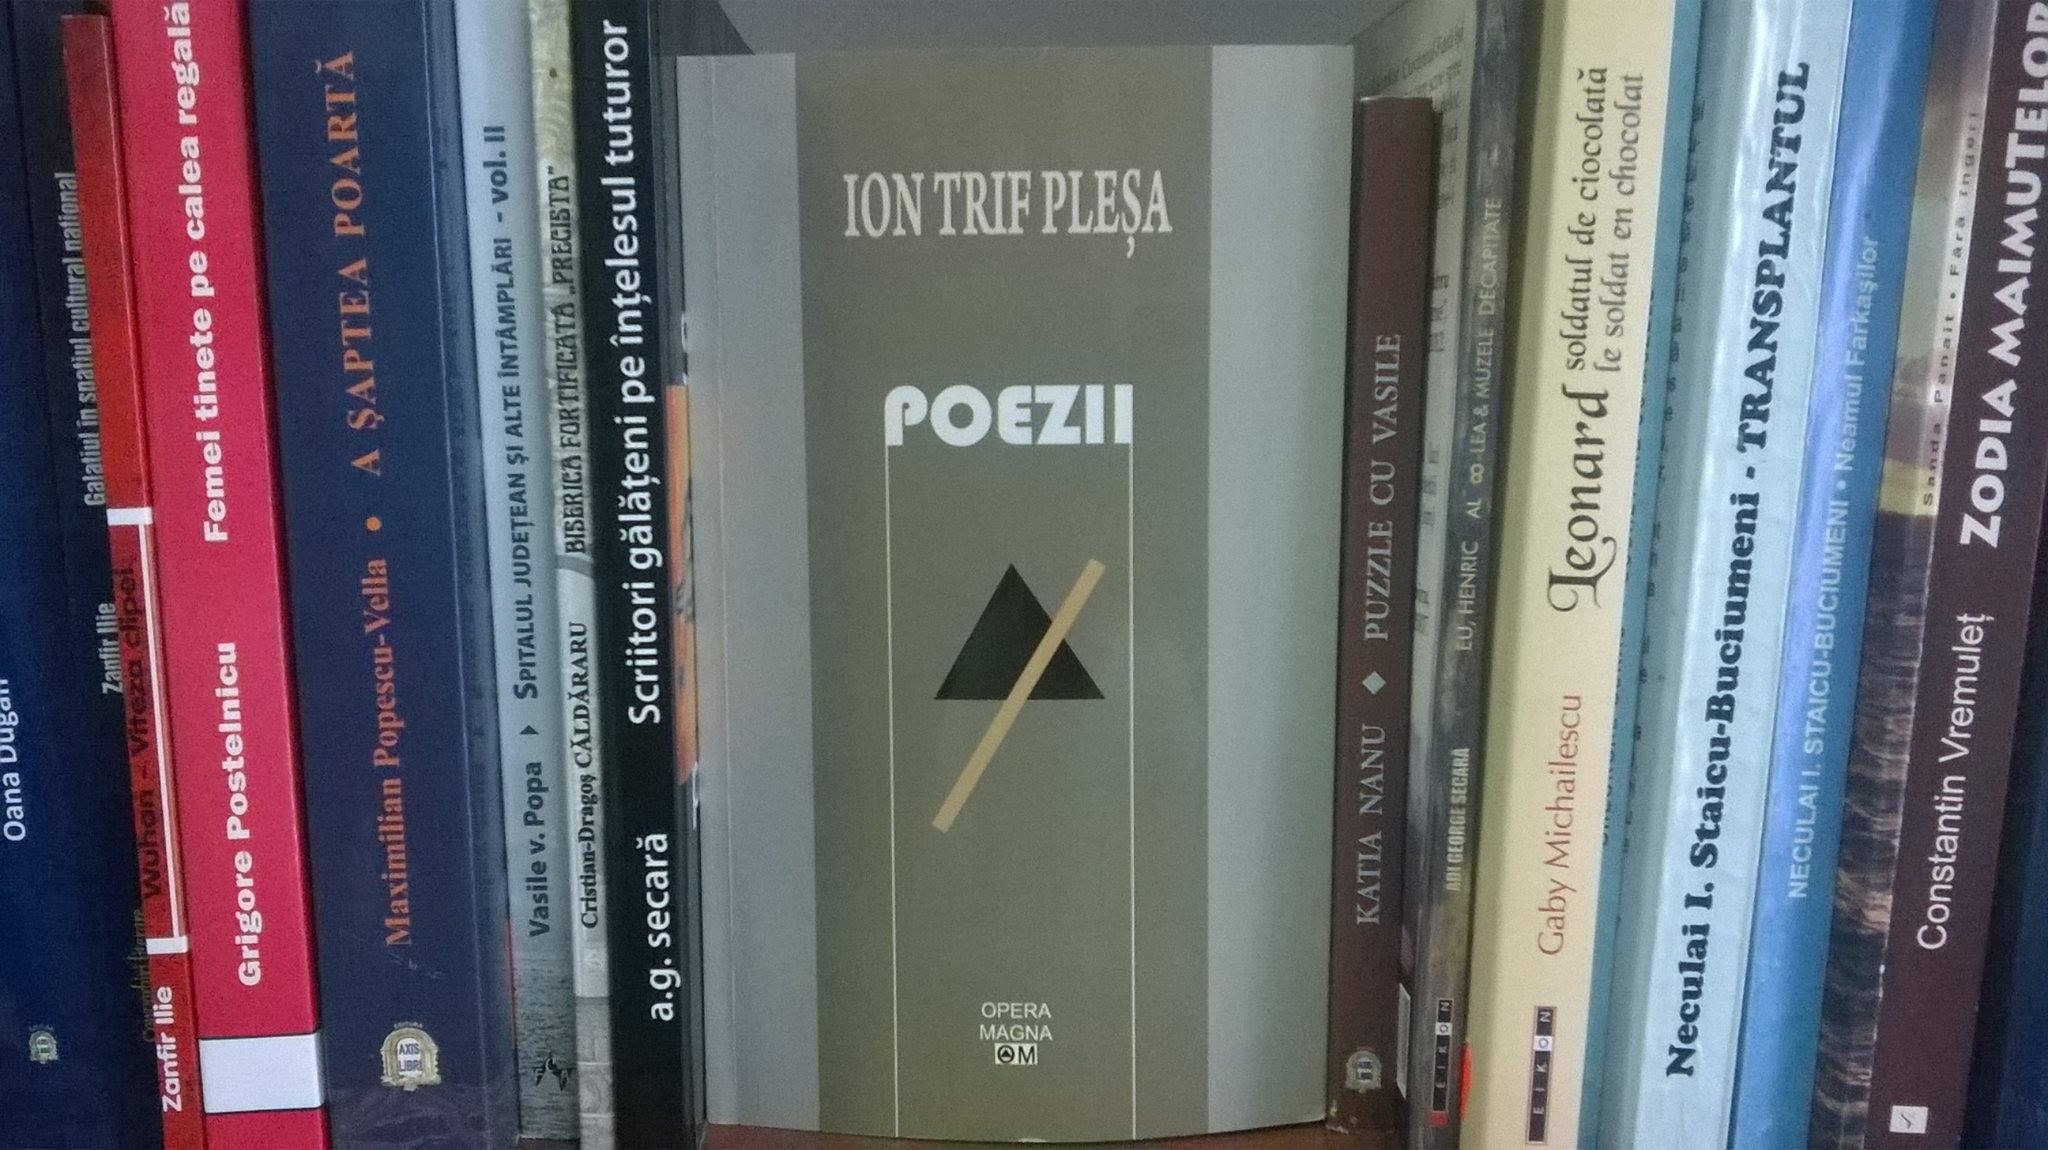 Oana Dugan
Zanfir Ilie
Galațiul în spațiul cultural național
Zanfir Ilie
Wuhan – Viteza clipei
Grigore Postelnicu
Femei ținete pe calea regală
Maximilian Popescu-Vella • A ȘAPTEA POARTĂ
AXIS
LIBRI
Vasile v. Popa
SPITALUL JUDEȚEAN ȘI ALTE ÎNTÂMPLĂRI - vol. II
Cristian-Dragoș CĂLDĂRARU
BISERICA FORTIFICATĂ „PRECISTA”
a.g. secară
Scriitori gălățeni pe înțelesul tuturor
ION TRIF PLEȘA
POEZII
OPERA
MAGNA
OM
KATIA NANU ◆ PUZZLE CU VASILE
ADI GEORGE SECARĂ
EU, HENRIC AL ∞-LEA & MUZELE DECAPITATE
EIKON
Gaby Michailescu
Leonard soldatul de ciocolată
le soldat en chocolat
EIKON
Neculai I. Staicu-Buciumeni - TRANSPLANTUL
NECULAI I. STAICU-BUCIUMENI • Neamul Farkașilor
Sanda Panait • Fara îngeri
Constantin Vremuleț
ZODIA MAIMUȚELOR